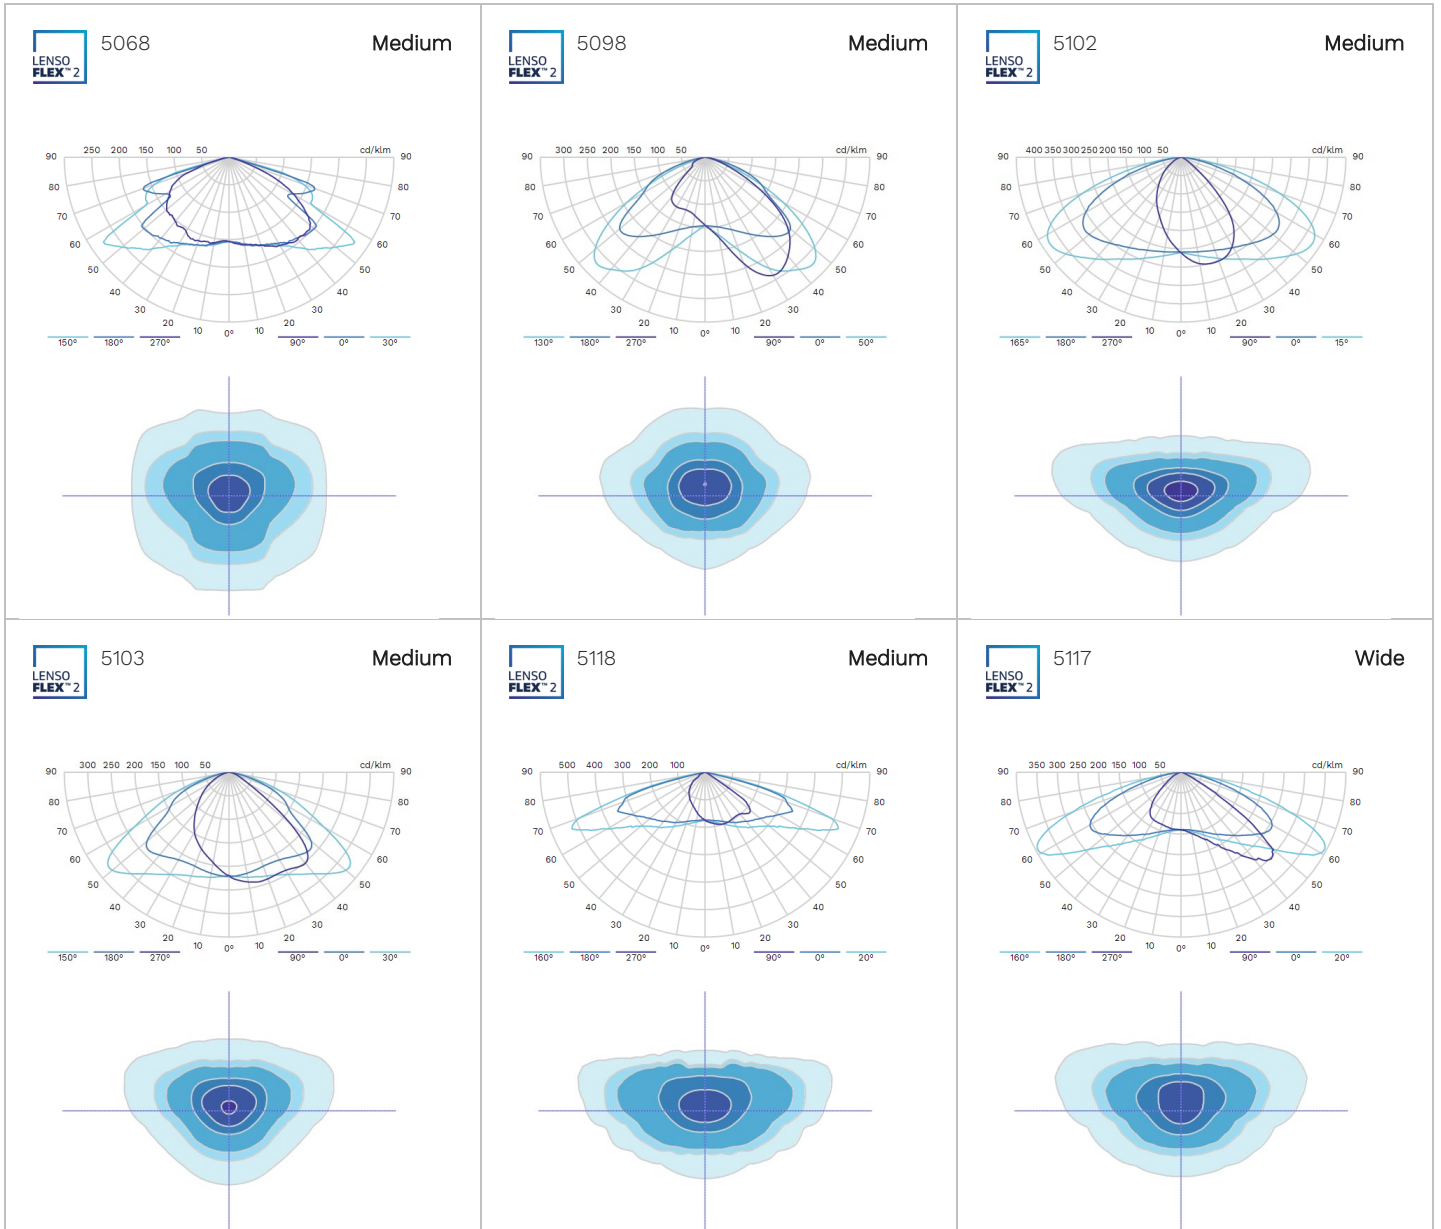 5068 Medium
LENSO
FLEX™ 2
250 200 150 100 50 cd/klm
90 90
80 80
70 70
60 60
50 50
40 40
30 30
20 10 0° 10 20
150° 180° 270° 90° 0° 30°
5098 Medium
LENSO
FLEX™ 2
300 250 200 150 100 50 cd/klm
90 90
80 80
70 70
60 60
50 50
40 40
30 30
20 10 0° 10 20
130° 180° 270° 90° 0° 50°
5102 Medium
LENSO
FLEX™ 2
400 350 300 250 200 150 100 50 cd/klm
90 90
80 80
70 70
60 60
50 50
40 40
30 30
20 10 0° 10 20
165° 180° 270° 90° 0° 15°
5103 Medium
LENSO
FLEX™ 2
300 250 200 150 100 50 cd/klm
90 90
80 80
70 70
60 60
50 50
40 40
30 30
20 10 0° 10 20
150° 180° 270° 90° 0° 30°
5118 Medium
LENSO
FLEX™ 2
500 400 300 200 100 cd/klm
90 90
80 80
70 70
60 60
50 50
40 40
30 30
20 10 0° 10 20
160° 180° 270° 90° 0° 20°
5117 Wide
LENSO
FLEX™ 2
350 300 250 200 150 100 50 cd/klm
90 90
80 80
70 70
60 60
50 50
40 40
30 30
20 10 0° 10 20
160° 180° 270° 90° 0° 20°